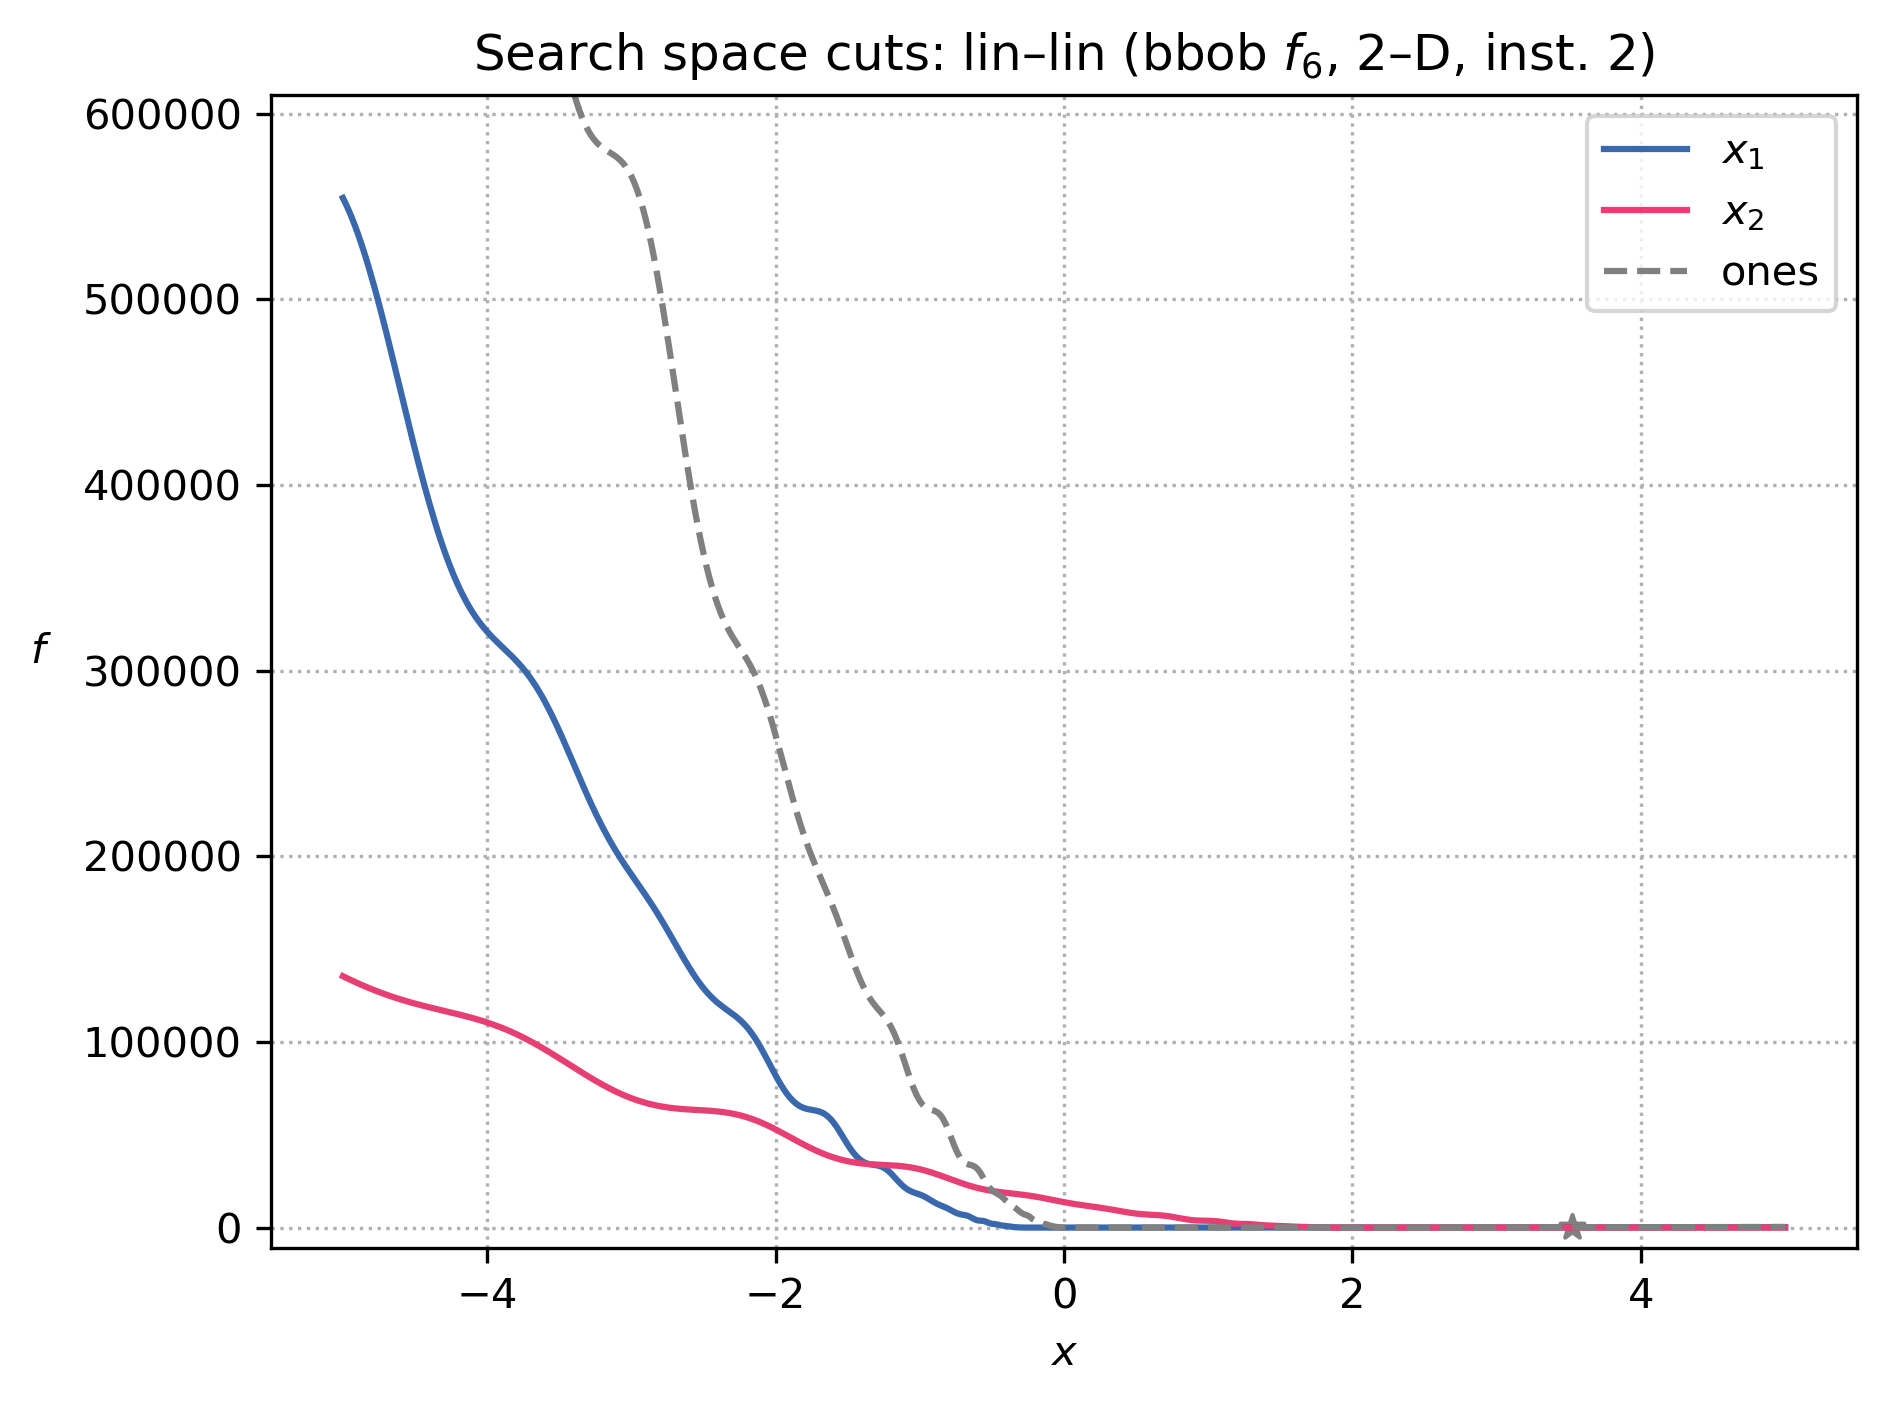 Search space cuts: lin–lin (bbob f₆, 2–D, inst. 2)
600000
500000
400000
300000
200000
100000
0
f
−4
−2
0
2
4
x
x₁
x₂
ones